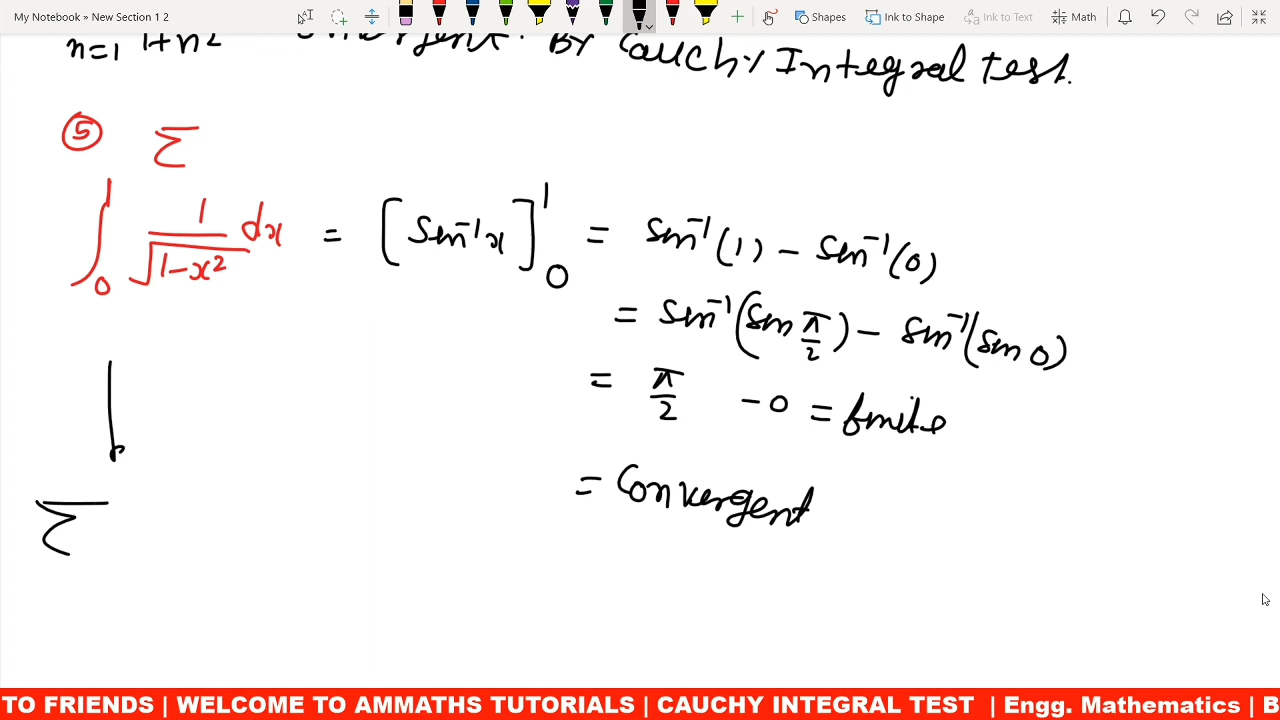 My Notebook » New Section 1 2
Shapes
Ink to Shape
Ink to Text
Math
n=1 1+n² By Cauchy Integral test.
⑤ Σ
∫₀¹ 1/√(1-x²) dx = [Sin⁻¹x]₀¹ = Sin⁻¹(1) - Sin⁻¹(0)
= Sin⁻¹(Sin π/2) - Sin⁻¹(Sin 0)
= π/2 - 0 = finite
= Convergent
Σ
TO FRIENDS | WELCOME TO AMMATHS TUTORIALS | CAUCHY INTEGRAL TEST | Engg. Mathematics | B